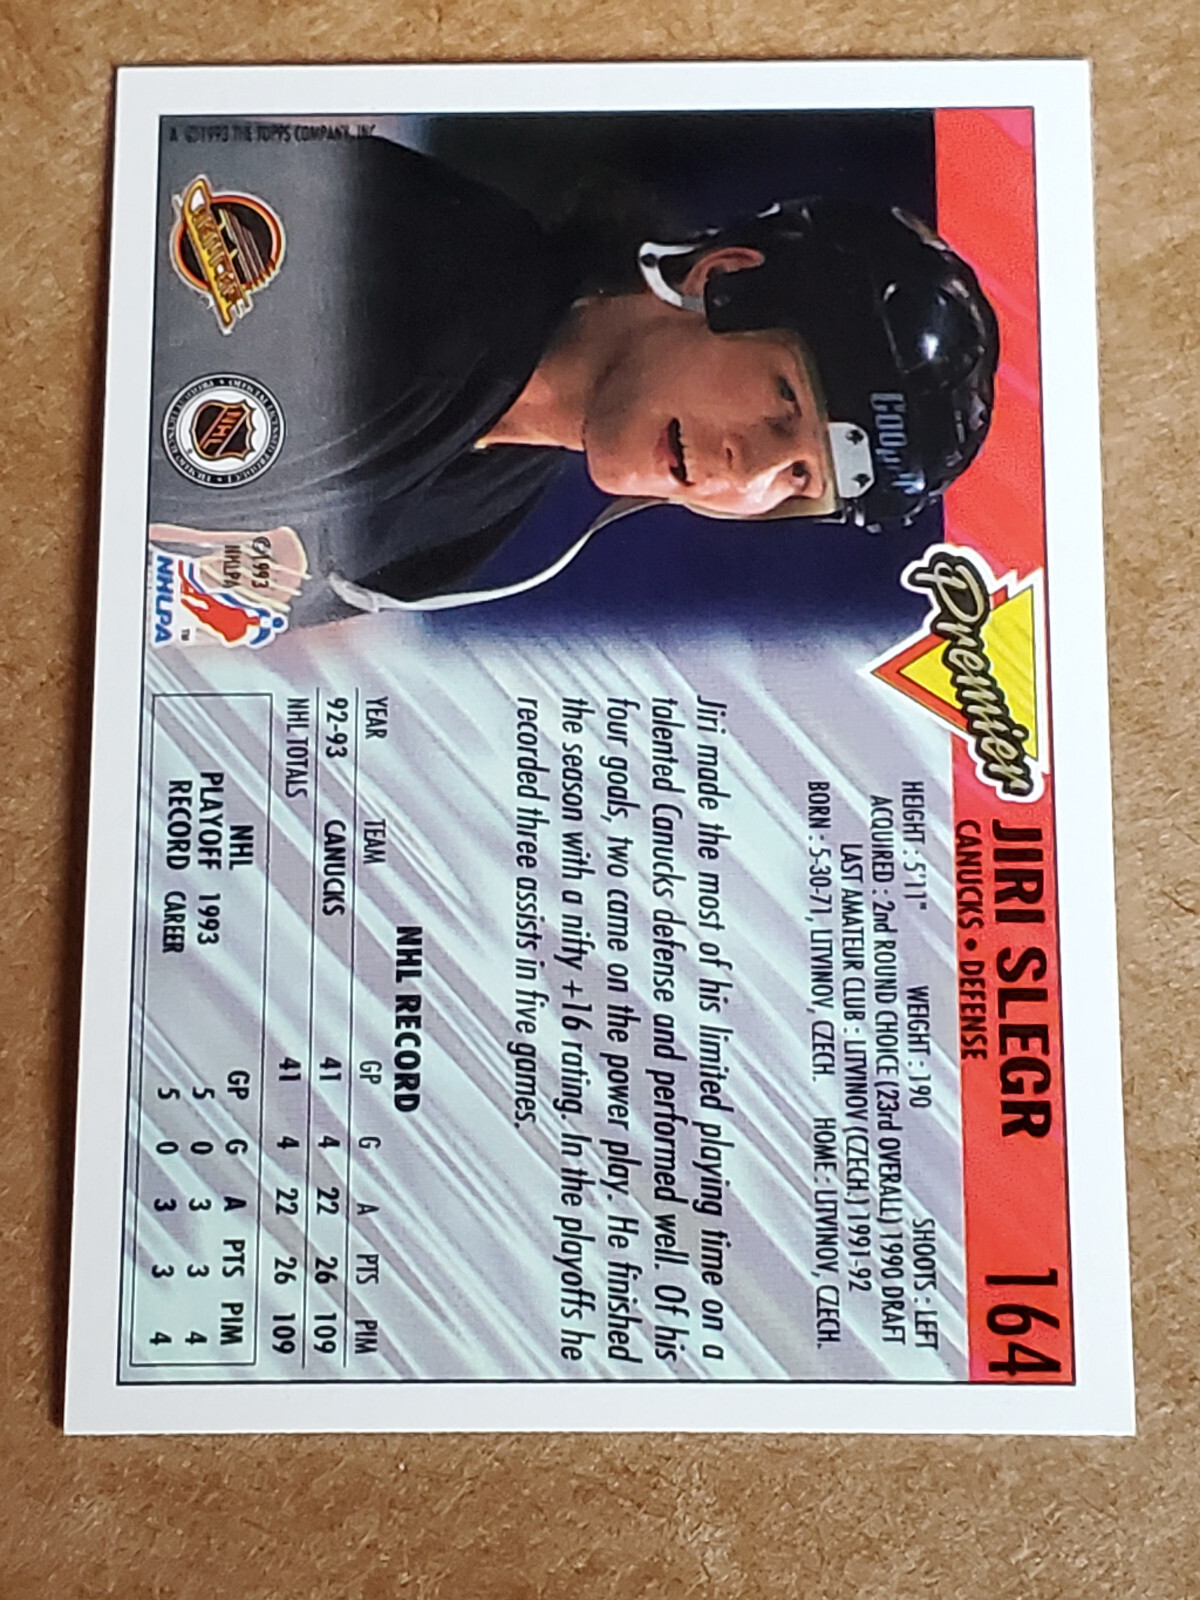 Premier
JIRI SLEGR 164
CANUCKS • DEFENSE
HEIGHT : 5'11" WEIGHT : 190 SHOOTS : LEFT
ACQUIRED : 2nd ROUND CHOICE (23rd OVERALL) 1990 DRAFT
LAST AMATEUR CLUB : LITVINOV (CZECH.) 1991-92
BORN : 5-30-71, LITVINOV, CZECH. HOME : LITVINOV, CZECH.
Jiri made the most of his limited playing time on a
talented Canucks defense and performed well. Of his
four goals, two came on the power play. He finished
the season with a nifty +16 rating. In the playoffs he
recorded three assists in five games.
NHL RECORD
YEAR TEAM GP G A PTS PIM
92-93 CANUCKS 41 4 22 26 109
NHL TOTALS 41 4 22 26 109
NHL GP G A PTS PIM
PLAYOFF 1993 5 0 3 3 4
RECORD CAREER 5 0 3 3 4
Cooper
A ©1993 THE TOPPS COMPANY, INC.
NHL
©1993
NHLPA
NHLPA
TM